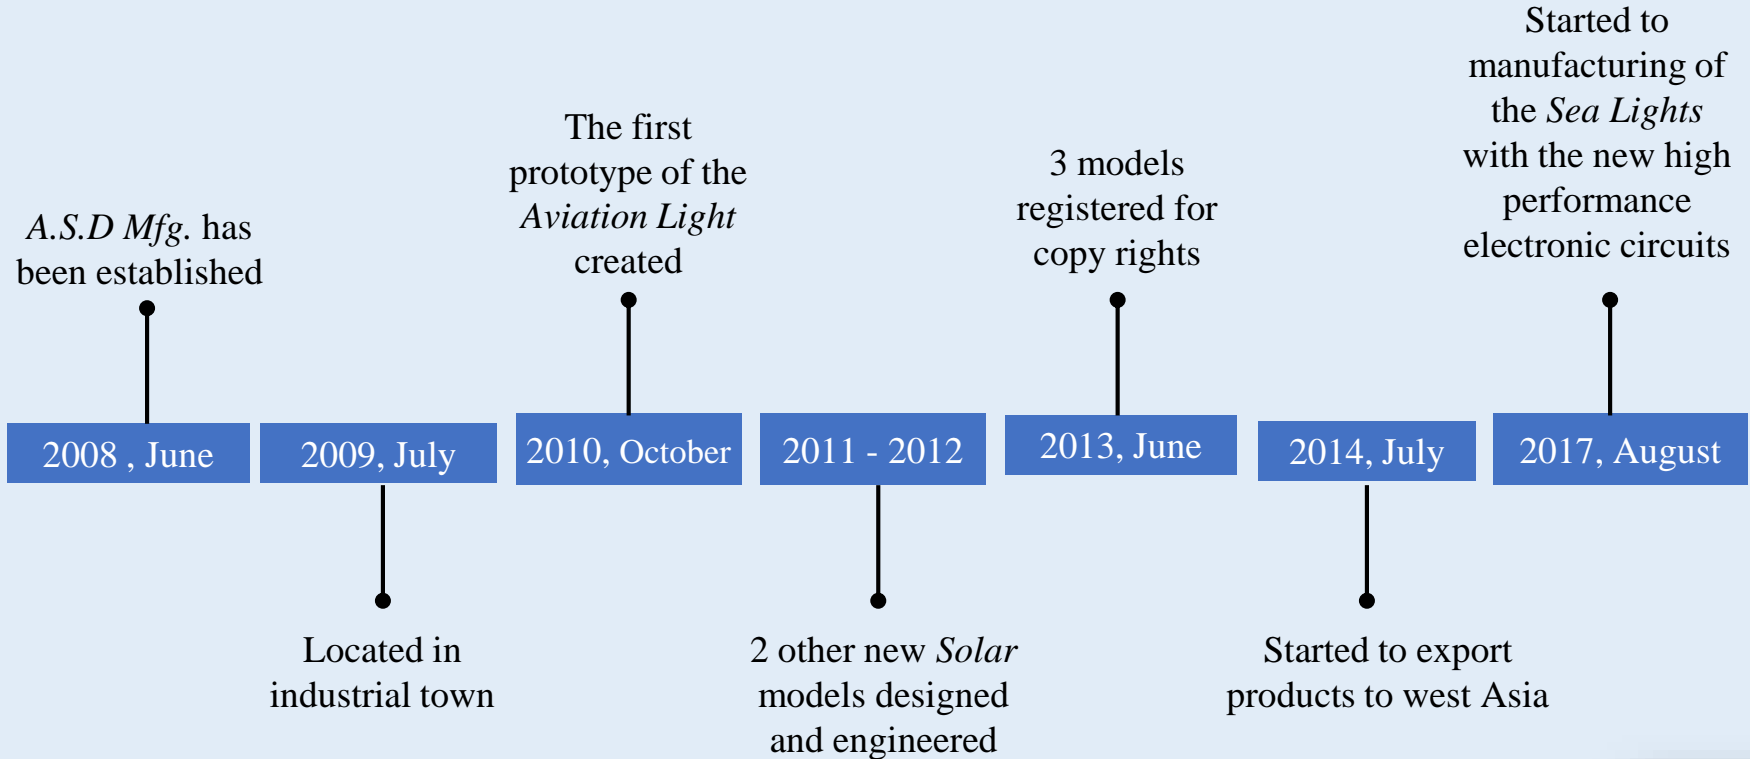 A.S.D Mfg. has
been established
2008 , June
2009, July
Located in
industrial town
The first
prototype of the
Aviation Light
created
2010, October
2011 - 2012
2 other new Solar
models designed
and engineered
3 models
registered for
copy rights
2013, June
2014, July
Started to export
products to west Asia
Started to
manufacturing of
the Sea Lights
with the new high
performance
electronic circuits
2017, August